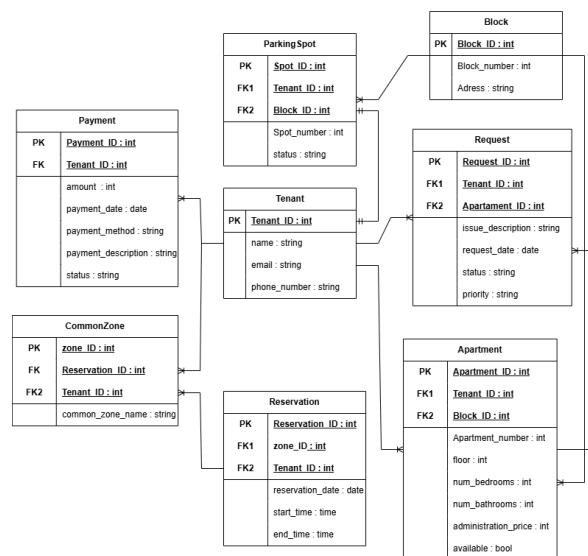 Block
PK Block_ID : int
Block_number : int
Adress : string
ParkingSpot
PK Spot_ID : int
FK1 Tenant_ID : int
FK2 Block_ID : int
Spot_number : int
status : string
Payment
PK Payment_ID : int
FK Tenant_ID : int
amount : int
payment_date : date
payment_method : string
payment_description : string
status : string
Request
PK Request_ID : int
FK1 Tenant_ID : int
FK2 Apartament_ID : int
issue_description : string
request_date : date
status : string
priority : string
Tenant
PK Tenant_ID : int
name : string
email : string
phone_number : string
CommonZone
PK zone_ID : int
FK Reservation_ID : int
FK2 Tenant_ID : int
common_zone_name : string
Apartment
PK Apartment_ID : int
FK1 Tenant_ID : int
FK2 Block_ID : int
Apartment_number : int
floor : int
num_bedrooms : int
num_bathrooms : int
administration_price : int
available : bool
Reservation
PK Reservation_ID : int
FK1 zone_ID : int
FK2 Tenant_ID : int
reservation_date : date
start_time : time
end_time : time